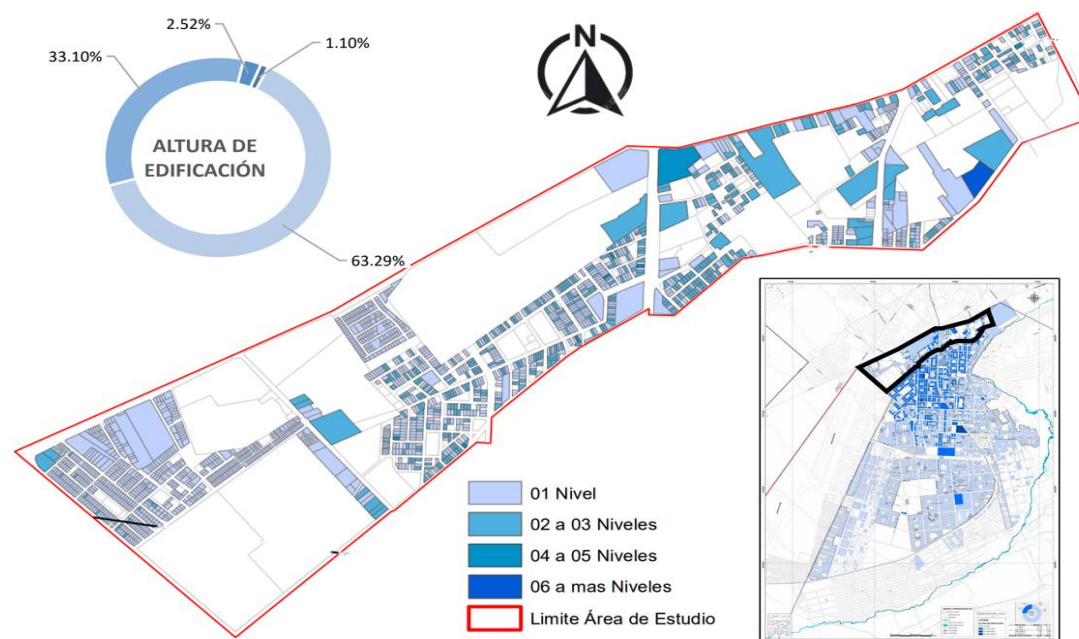 2.52%
33.10%
1.10%
ALTURA DE
EDIFICACIÓN
63.29%
N
01 Nivel
02 a 03 Niveles
04 a 05 Niveles
06 a mas Niveles
Limite Área de Estudio